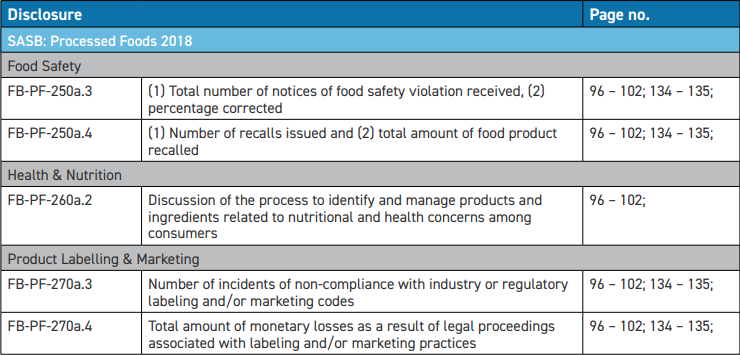 Disclosure Page no.
SASB: Processed Foods 2018
Food Safety
FB-PF-250a.3 (1) Total number of notices of food safety violation received, (2) 96 – 102; 134 – 135;
percentage corrected
FB-PF-250a.4 (1) Number of recalls issued and (2) total amount of food product 96 – 102; 134 – 135;
recalled
Health & Nutrition
FB-PF-260a.2 Discussion of the process to identify and manage products and 96 – 102;
ingredients related to nutritional and health concerns among
consumers
Product Labelling & Marketing
FB-PF-270a.3 Number of incidents of non-compliance with industry or regulatory 96 – 102; 134 – 135;
labeling and/or marketing codes
FB-PF-270a.4 Total amount of monetary losses as a result of legal proceedings 96 – 102; 134 – 135;
associated with labeling and/or marketing practices